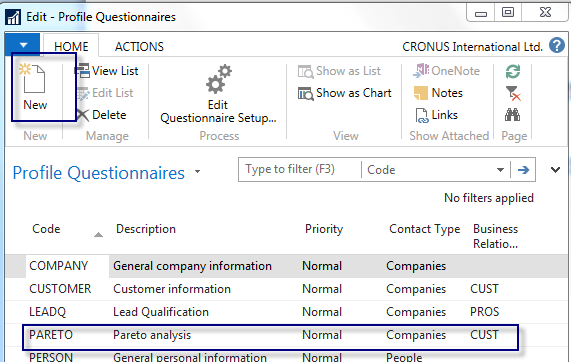 Edit - Profile Questionnaires
HOME ACTIONS CRONUS International Ltd.
New
View List
Edit List
Delete
Edit
Questionnaire Setup...
Show as List
Show as Chart
OneNote
Notes
Links
New Manage Process View Show Attached Page
Profile Questionnaires
Type to filter (F3) Code
No filters applied
Code Description Priority Contact Type Business
Relatio...
COMPANY General company information Normal Companies
CUSTOMER Customer information Normal Companies CUST
LEADQ Lead Qualification Normal Companies PROS
PARETO Pareto analysis Normal Companies CUST
PERSON General personal information Normal People